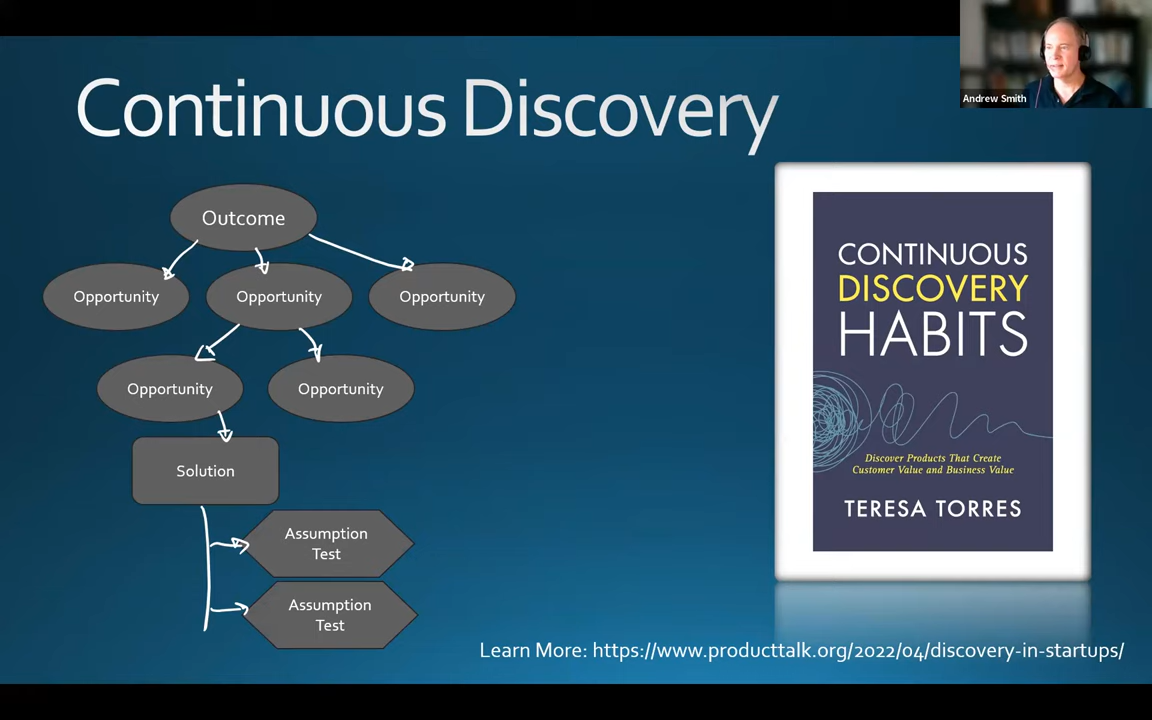 Continuous Discovery
Andrew Smith
Outcome
Opportunity
Opportunity
Opportunity
Opportunity
Opportunity
Solution
Assumption
Test
Assumption
Test
CONTINUOUS
DISCOVERY
HABITS
Discover Products That Create
Customer Value and Business Value
TERESA TORRES
Learn More: https://www.producttalk.org/2022/04/discovery-in-startups/